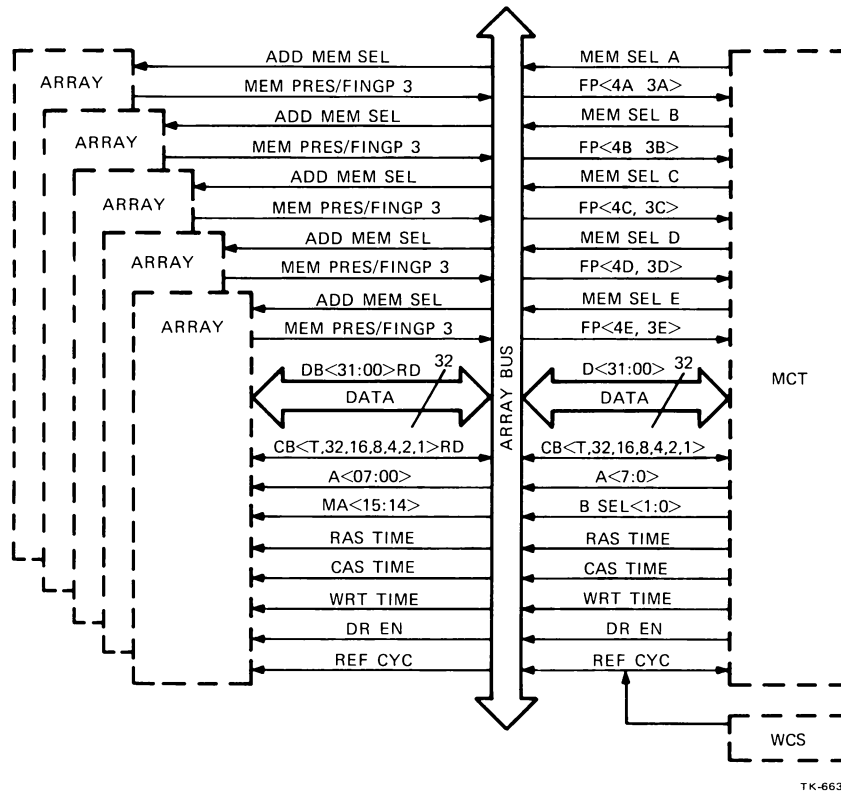 ADD MEM SEL MEM SEL A
ARRAY MEM PRES/FINGP 3 FP<4A 3A>
ADD MEM SEL MEM SEL B
ARRAY MEM PRES/FINGP 3 FP<4B 3B>
ADD MEM SEL MEM SEL C
ARRAY MEM PRES/FINGP 3 FP<4C, 3C>
ADD MEM SEL MEM SEL D
ARRAY MEM PRES/FINGP 3 FP<4D, 3D>
ADD MEM SEL MEM SEL E
ARRAY MEM PRES/FINGP 3 FP<4E, 3E>
DB<31:00>RD 32 D<31:00> 32
DATA DATA
MCT
ARRAY BUS
CB<T,32,16,8,4,2,1>RD CB<T,32,16,8,4,2,1>
A<07:00> A<7:0>
MA<15:14> B SEL<1:0>
RAS TIME RAS TIME
CAS TIME CAS TIME
WRT TIME WRT TIME
DR EN DR EN
REF CYC REF CYC
WCS
TK-663